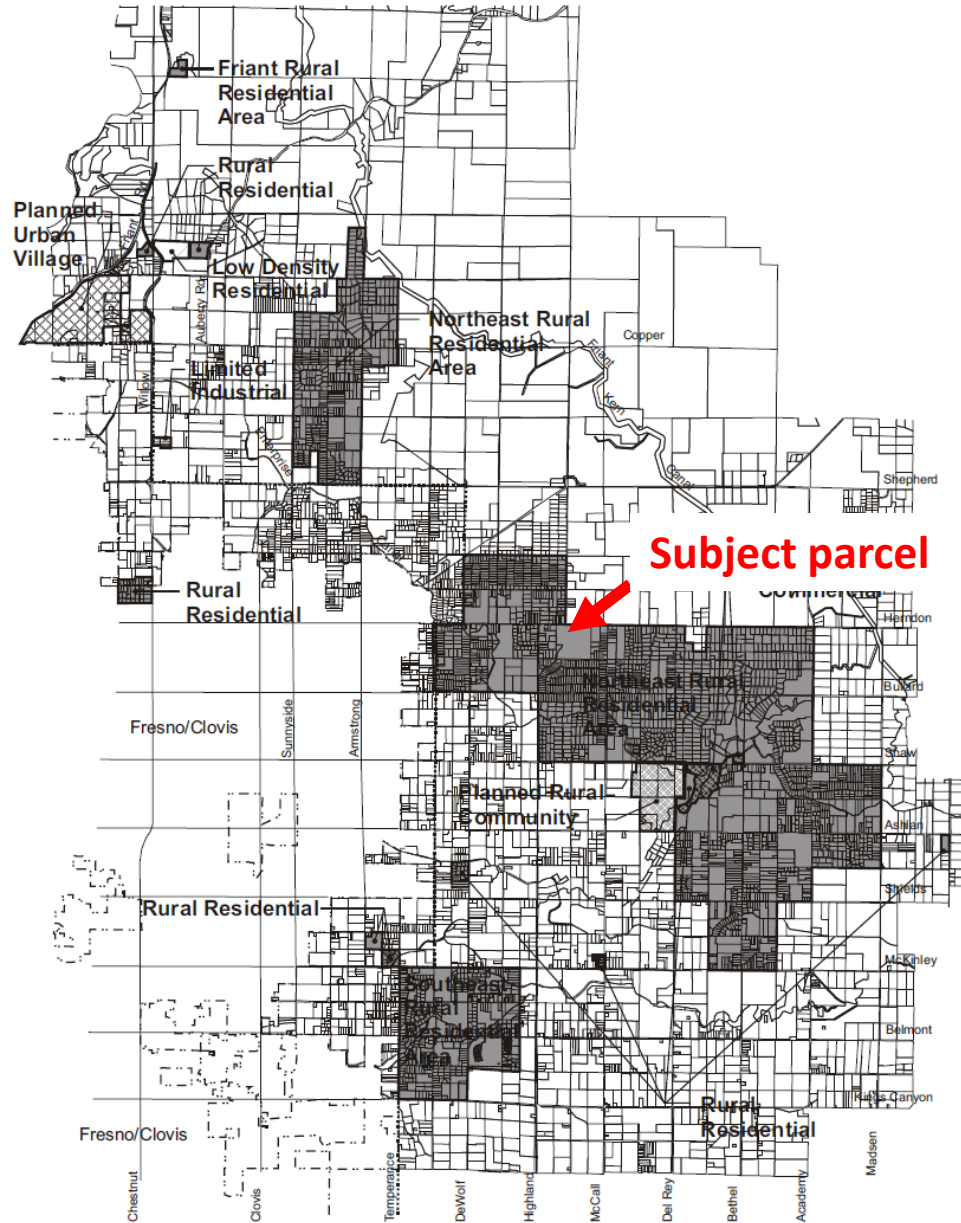 Friant Rural
Residential
Area
Rural
Residential
Planned
Urban
Village
Friant Rd
Low Density
Residential
Auberry Rd
Northeast Rural
Residential
Area
Copper
Friant
Kern
Canal
Limited
Industrial
Willow
Enterprise
Canal
Shepherd
Subject parcel
Commercial
Rural
Residential
Herndon
Northeast Rural
Residential
Area
Bullard
Fresno/Clovis
Sunnyside
Armstrong
Shaw
Planned Rural
Community
Ashlan
Shields
Rural Residential
McKinley
Southeast
Rural
Residential
Area
Belmont
Kings Canyon
Rural
Residential
Fresno/Clovis
Chestnut
Clovis
Temperance
DeWolf
Highland
McCall
Del Rey
Bethel
Academy
Madsen